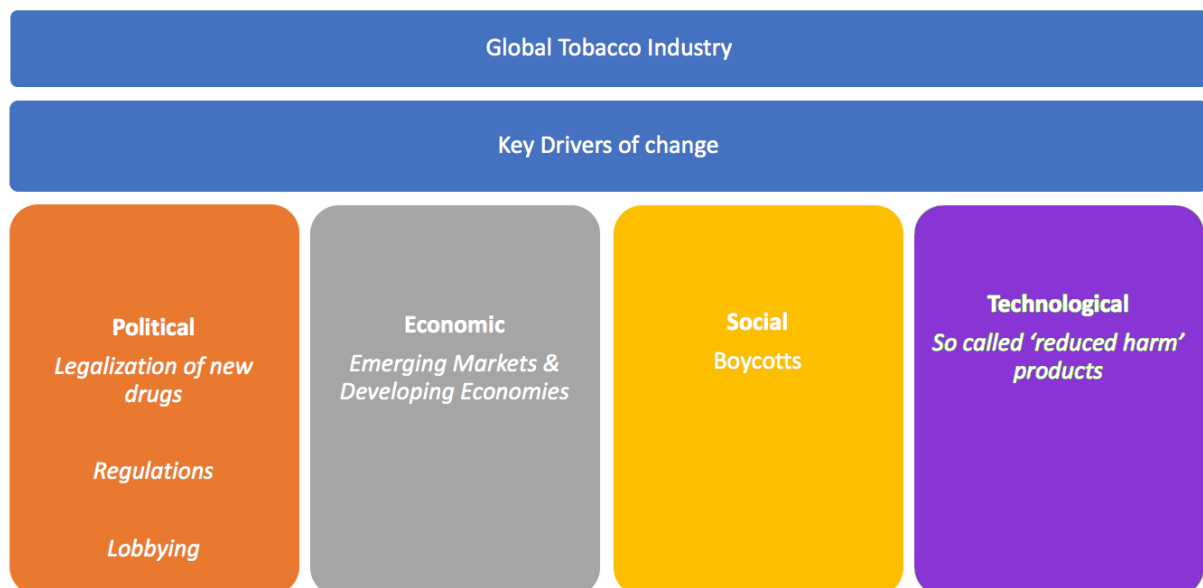 Global Tobacco Industry
Key Drivers of change
Political
Legalization of new
drugs
Regulations
Lobbying
Economic
Emerging Markets &
Developing Economies
Social
Boycotts
Technological
So called ‘reduced harm’
products